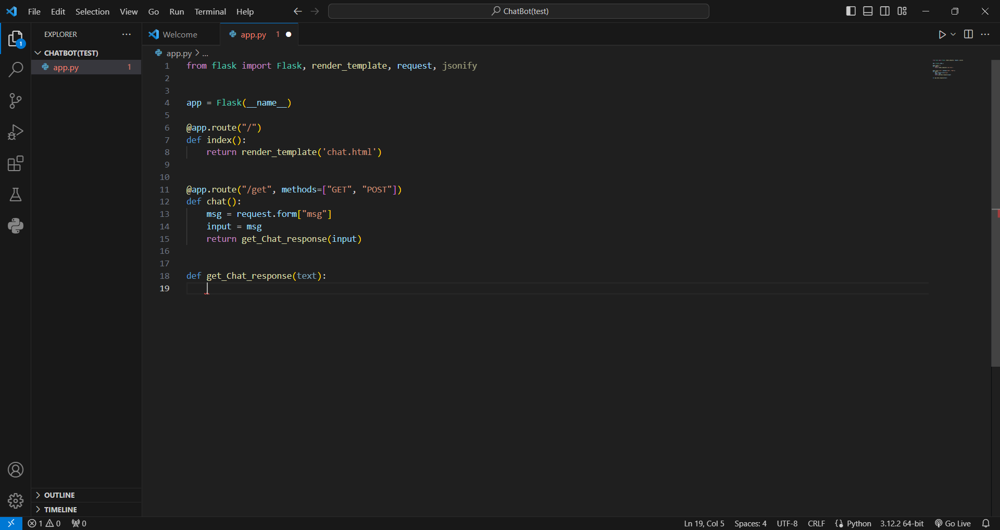 File Edit Selection View Go Run Terminal Help
ChatBot(test)
EXPLORER
CHATBOT(TEST)
app.py 1
1
OUTLINE
TIMELINE
Welcome
app.py 1
app.py > ...
1 from flask import Flask, render_template, request, jsonify
2
3
4 app = Flask(__name__)
5
6 @app.route("/")
7 def index():
8     return render_template('chat.html')
9
10
11 @app.route("/get", methods=["GET", "POST"])
12 def chat():
13     msg = request.form["msg"]
14     input = msg
15     return get_Chat_response(input)
16
17
18 def get_Chat_response(text):
19
1 0 0
Ln 19, Col 5 Spaces: 4 UTF-8 CRLF Python 3.12.2 64-bit Go Live